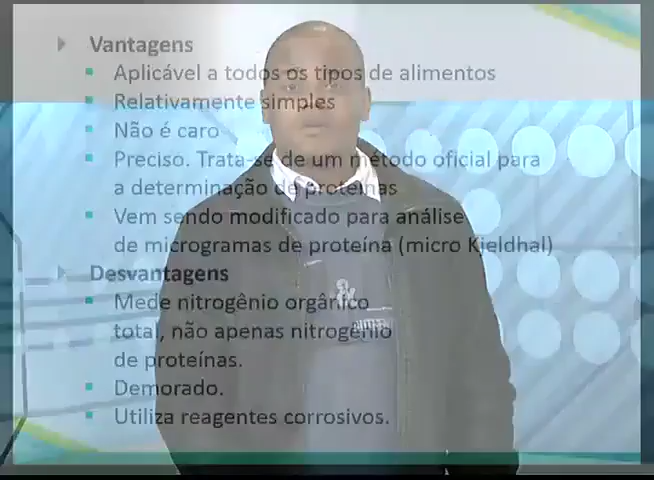 Vantagens
Aplicável a todos os tipos de alimentos
Relativamente simples
Não é caro
Preciso. Trata-se de um método oficial para
a determinação de proteínas
Vem sendo modificado para análise
de microgramas de proteína (micro Kjeldhal)
Desvantagens
Mede nitrogênio orgânico
total, não apenas nitrogênio
de proteínas.
Demorado.
Utiliza reagentes corrosivos.